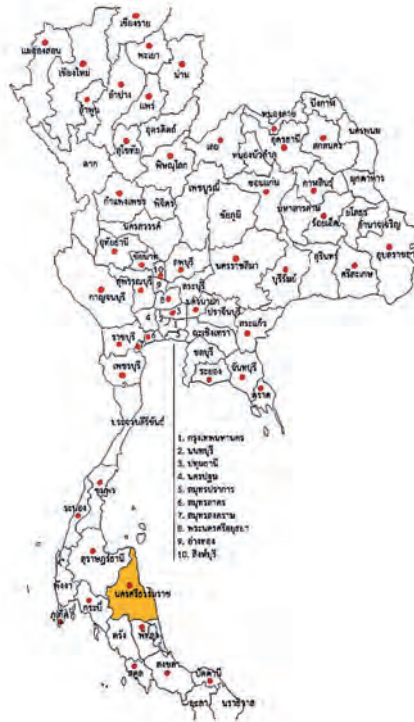 เชียงราย
แม่ฮ่องสอน
พะเยา
เชียงใหม่
น่าน
ลำปาง
แพร่
ลำพูน
อุตรดิตถ์
สุโขทัย
ตาก
พิษณุโลก
เลย
หนองคาย
บึงกาฬ
อุดรธานี
นครพนม
สกลนคร
หนองบัวลำภู
กำแพงเพชร
พิจิตร
เพชรบูรณ์
ขอนแก่น
กาฬสินธุ์
มุกดาหาร
มหาสารคาม
ชัยภูมิ
ร้อยเอ็ด
ยโสธร
อำนาจเจริญ
นครสวรรค์
อุทัยธานี
ชัยนาท
ลพบุรี
นครราชสีมา
บุรีรัมย์
สุรินทร์
ศรีสะเกษ
อุบลราชธานี
10
สุพรรณบุรี
9
สระบุรี
กาญจนบุรี
8
นครนายก
ปราจีนบุรี
4
3
สระแก้ว
ฉะเชิงเทรา
ราชบุรี
6
5
ชลบุรี
เพชรบุรี
ระยอง
จันทบุรี
ตราด
ประจวบคีรีขันธ์
1. กรุงเทพมหานคร
2. นนทบุรี
3. ปทุมธานี
4. นครปฐม
5. สมุทรปราการ
6. สมุทรสาคร
7. สมุทรสงคราม
8. พระนครศรีอยุธยา
9. อ่างทอง
10. สิงห์บุรี
ชุมพร
ระนอง
สุราษฎร์ธานี
พังงา
นครศรีธรรมราช
ภูเก็ต
กระบี่
ตรัง
พัทลุง
สตูล
สงขลา
ปัตตานี
ยะลา
นราธิวาส